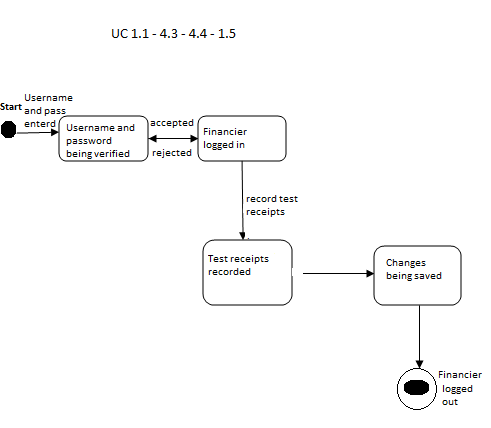 UC 1.1 - 4.3 - 4.4 - 1.5
Start
Username
and pass
enterd
Username and
password
being verified
accepted
rejected
Financier
logged in
record test
receipts
Test receipts
recorded
Changes
being saved
Financier
logged
out